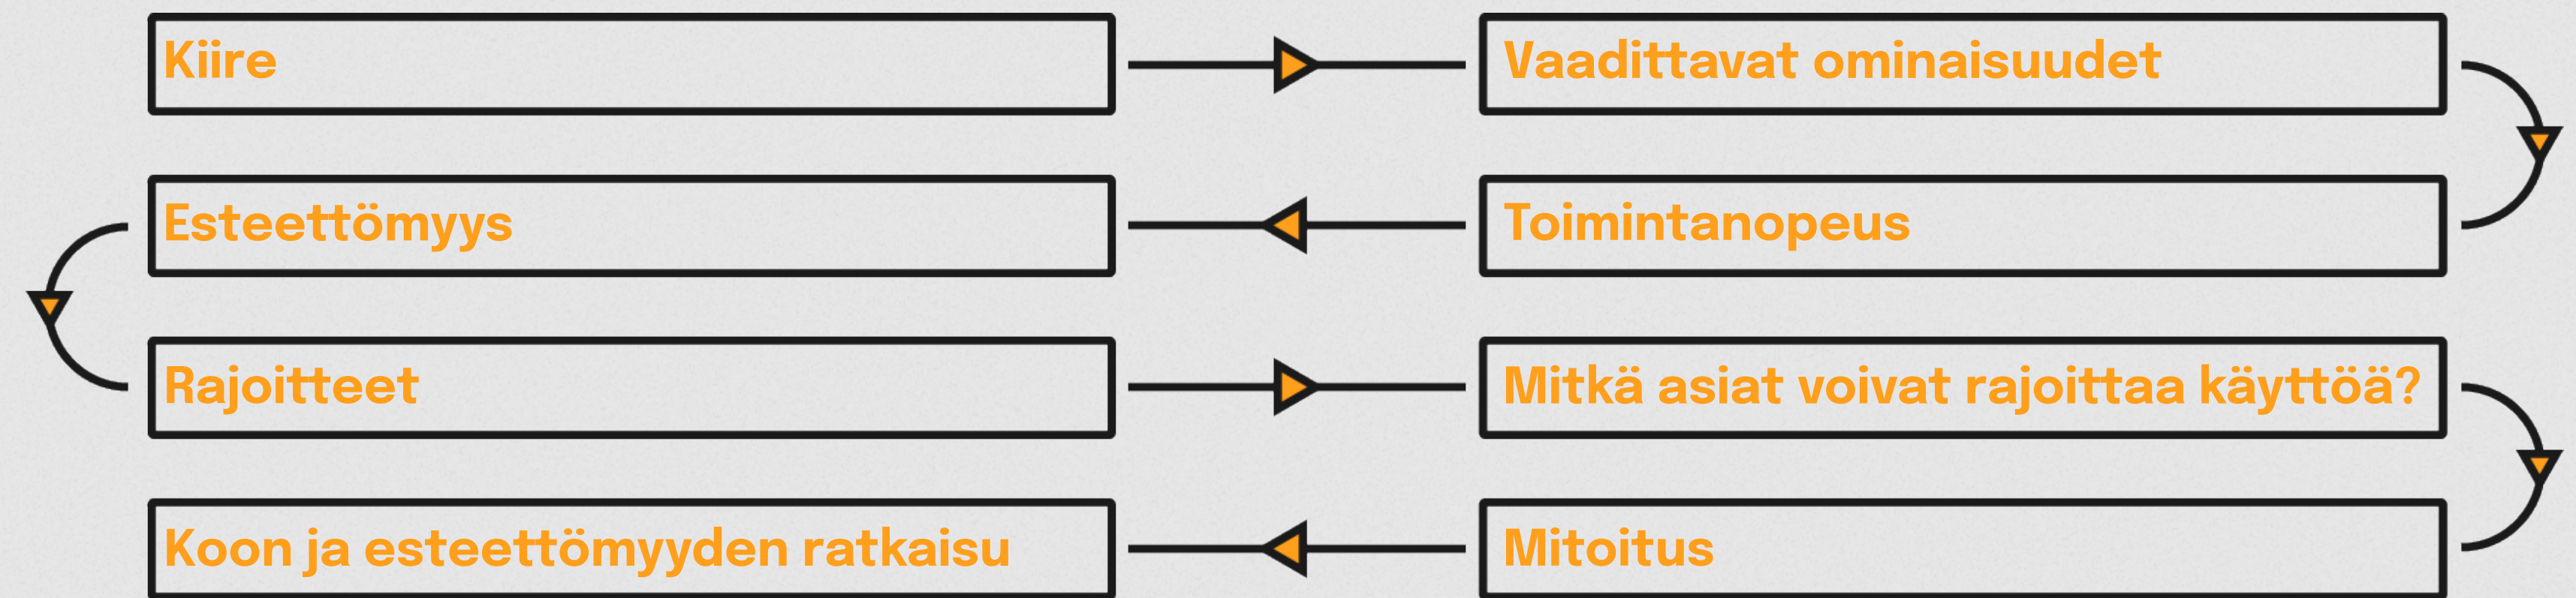 Kiire
Vaadittavat ominaisuudet
Toimintanopeus
Esteettömyys
Rajoitteet
Mitkä asiat voivat rajoittaa käyttöä?
Mitoitus
Koon ja esteettömyyden ratkaisu